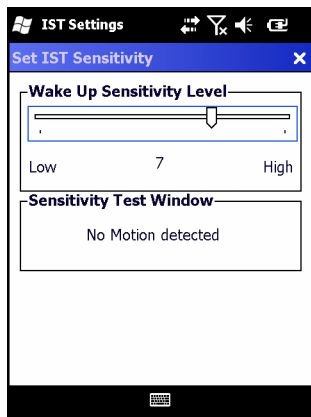 IST Settings
Set IST Sensitivity
Wake Up Sensitivity Level
Low 7 High
Sensitivity Test Window
No Motion detected